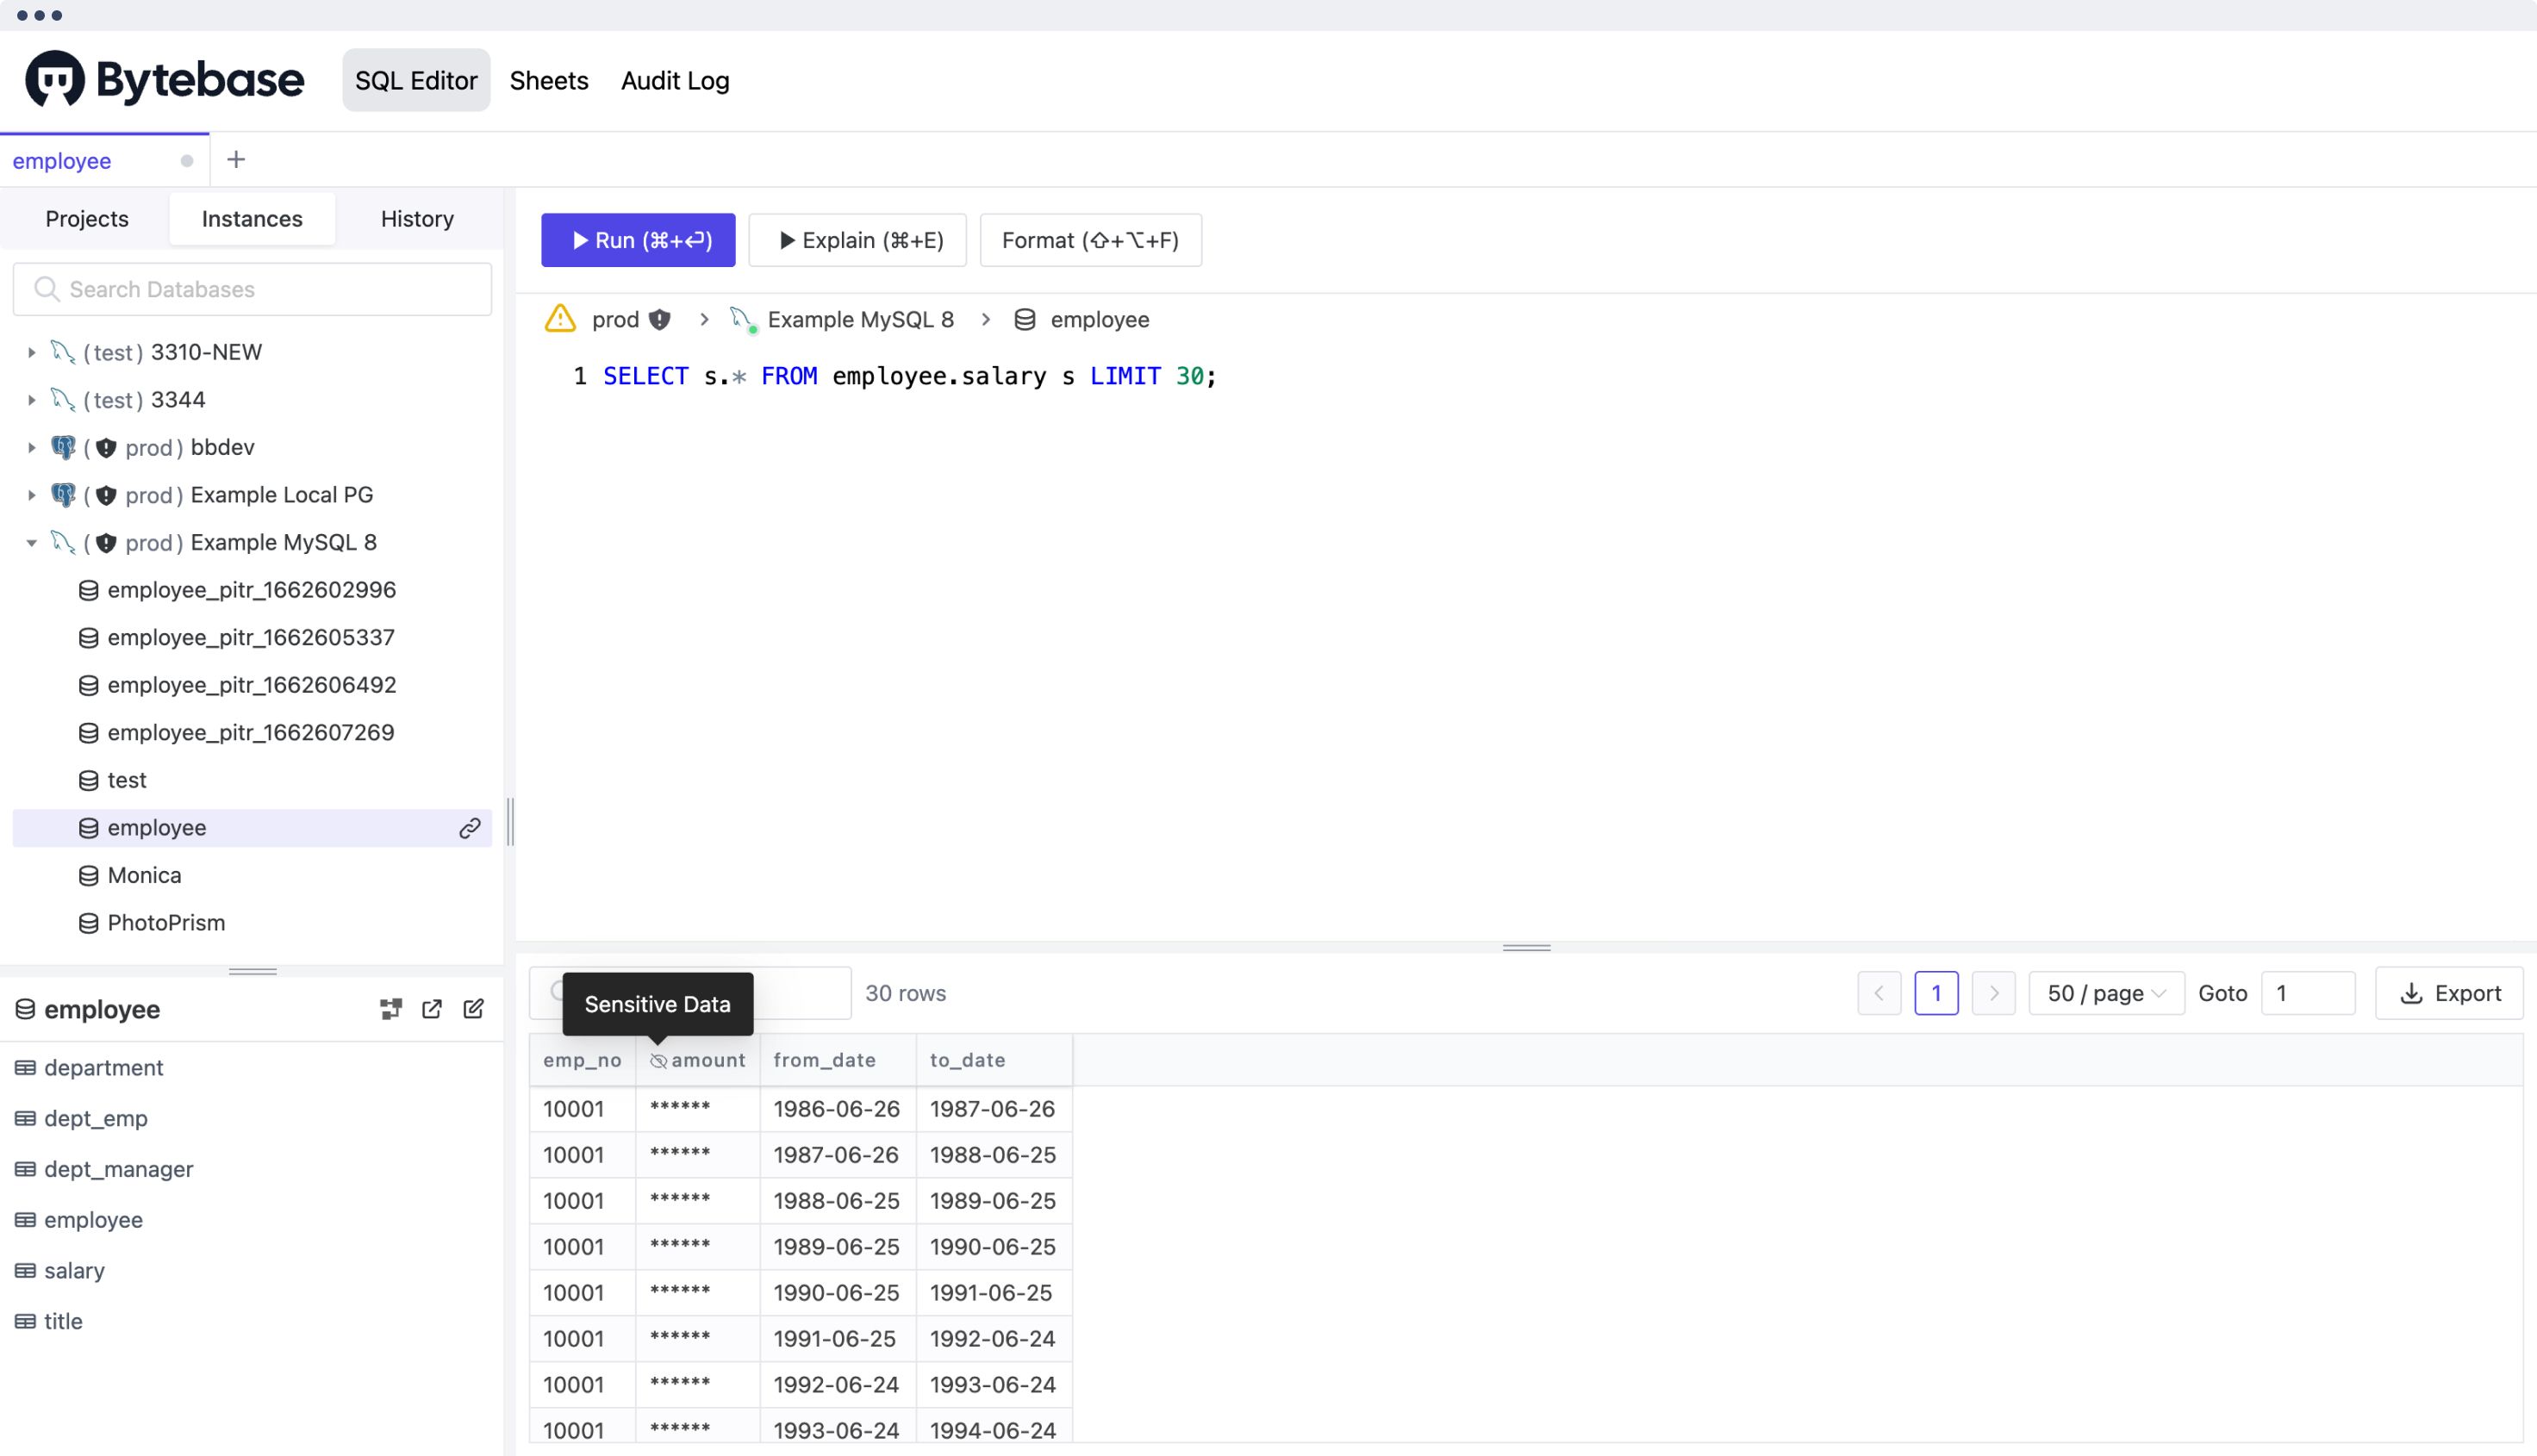 Bytebase SQL Editor Sheets Audit Log
employee +
Projects Instances History
Search Databases
(test) 3310-NEW
(test) 3344
(prod) bbdev
(prod) Example Local PG
(prod) Example MySQL 8
employee_pitr_1662602996
employee_pitr_1662605337
employee_pitr_1662606492
employee_pitr_1662607269
test
employee
Monica
PhotoPrism
employee
department
dept_emp
dept_manager
employee
salary
title
Run (⌘+⏎) Explain (⌘+E) Format (⇧+⌥+F)
prod > Example MySQL 8 > employee
1 SELECT s.* FROM employee.salary s LIMIT 30;
Sensitive Data 30 rows < 1 > 50 / page Goto 1 Export
emp_no amount from_date to_date
10001 ****** 1986-06-26 1987-06-26
10001 ****** 1987-06-26 1988-06-25
10001 ****** 1988-06-25 1989-06-25
10001 ****** 1989-06-25 1990-06-25
10001 ****** 1990-06-25 1991-06-25
10001 ****** 1991-06-25 1992-06-24
10001 ****** 1992-06-24 1993-06-24
10001 ****** 1993-06-24 1994-06-24